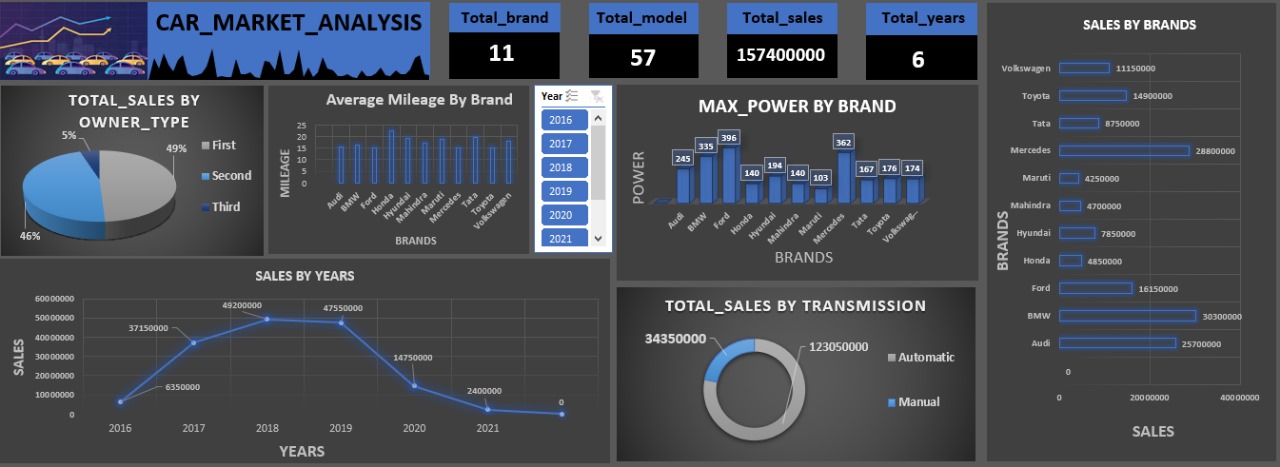 CAR_MARKET_ANALYSIS
Total_brand
11
Total_model
57
Total_sales
157400000
Total_years
6
TOTAL_SALES BY
OWNER_TYPE
5%
49%
46%
First
Second
Third
Average Mileage By Brand
MILEAGE
25
20
15
10
5
0
Audi
BMW
Ford
Honda
Hyundai
Mahindra
Maruti
Mercedes
Tata
Toyota
Volkswagen
BRANDS
Year
2016
2017
2018
2019
2020
2021
MAX_POWER BY BRAND
POWER
245
335
396
140
194
140
103
362
167
176
174
Audi
BMW
Ford
Honda
Hyundai
Mahindra
Maruti
Mercedes
Tata
Toyota
Volkswag...
BRANDS
SALES BY YEARS
SALES
60000000
50000000
40000000
30000000
20000000
10000000
0
6350000
37150000
49200000
47550000
14750000
2400000
0
2016
2017
2018
2019
2020
2021
YEARS
TOTAL_SALES BY TRANSMISSION
34350000
123050000
Automatic
Manual
SALES BY BRANDS
BRANDS
Volkswagen 11150000
Toyota 14900000
Tata 8750000
Mercedes 28800000
Maruti 4250000
Mahindra 4700000
Hyundai 7850000
Honda 4850000
Ford 16150000
BMW 30300000
Audi 25700000
0
0 20000000 40000000
SALES